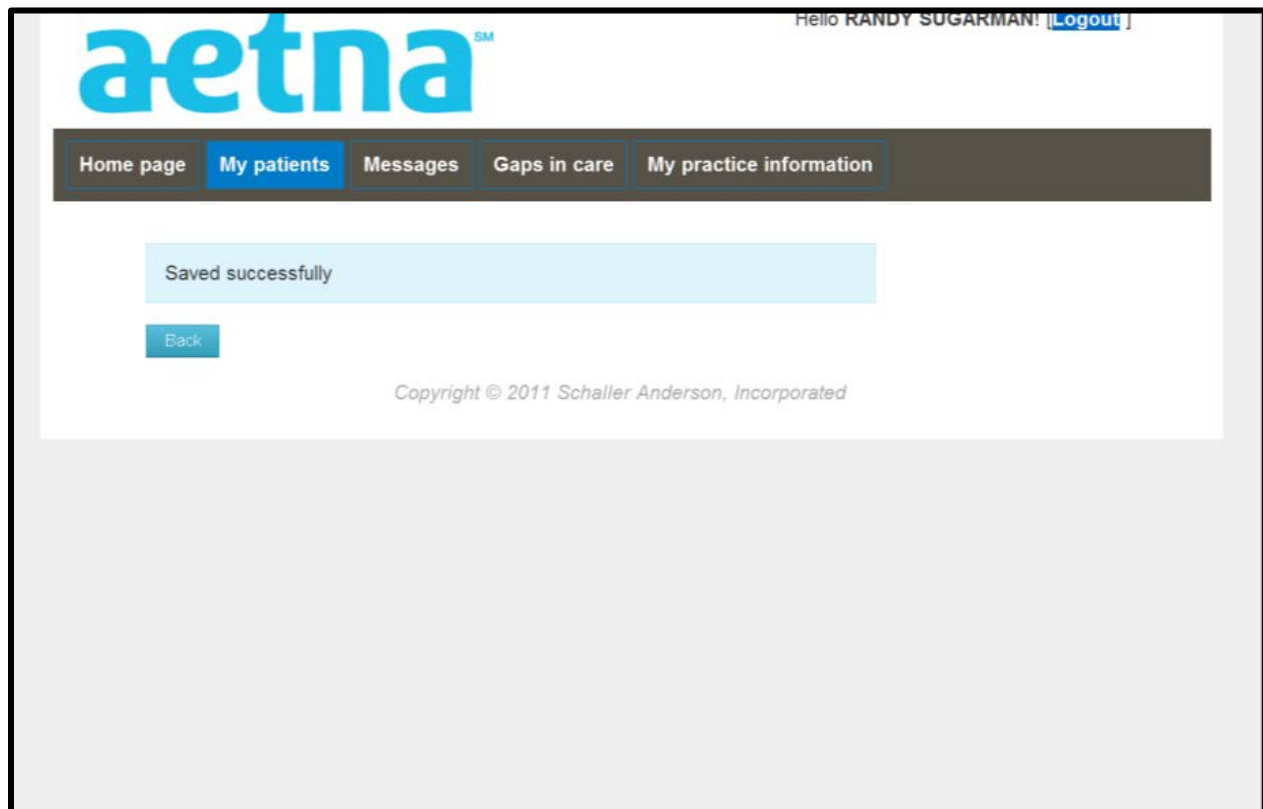 Hello RANDY SUGARMAN! [Logout ]
aetna SM
Home page My patients Messages Gaps in care My practice information
Saved successfully
Back
Copyright © 2011 Schaller Anderson, Incorporated